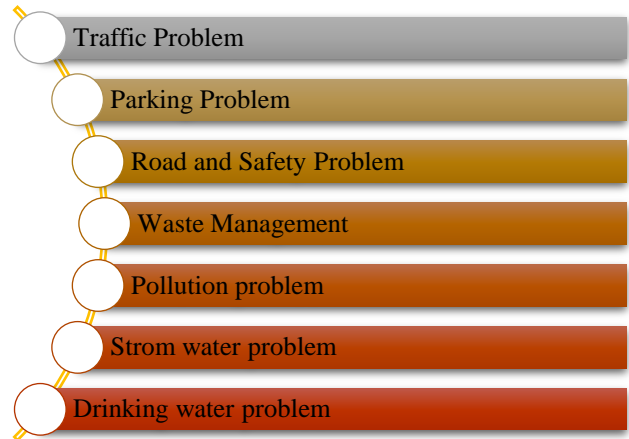 Traffic Problem
Parking Problem
Road and Safety Problem
Waste Management
Pollution problem
Strom water problem
Drinking water problem